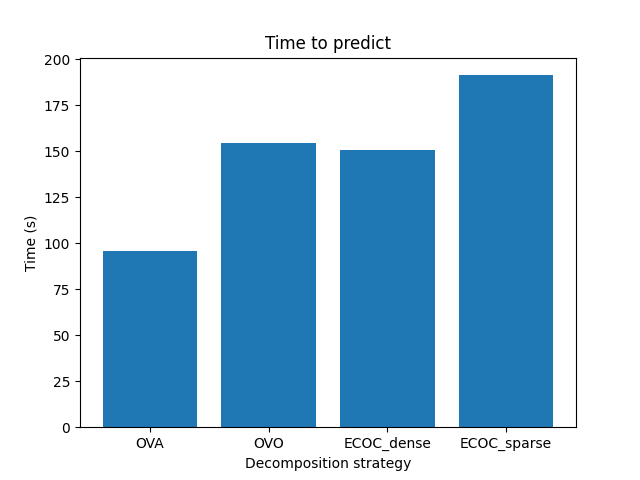 Time to predict
200
175
150
125
100
75
50
25
0
Time (s)
OVA OVO ECOC_dense ECOC_sparse
Decomposition strategy